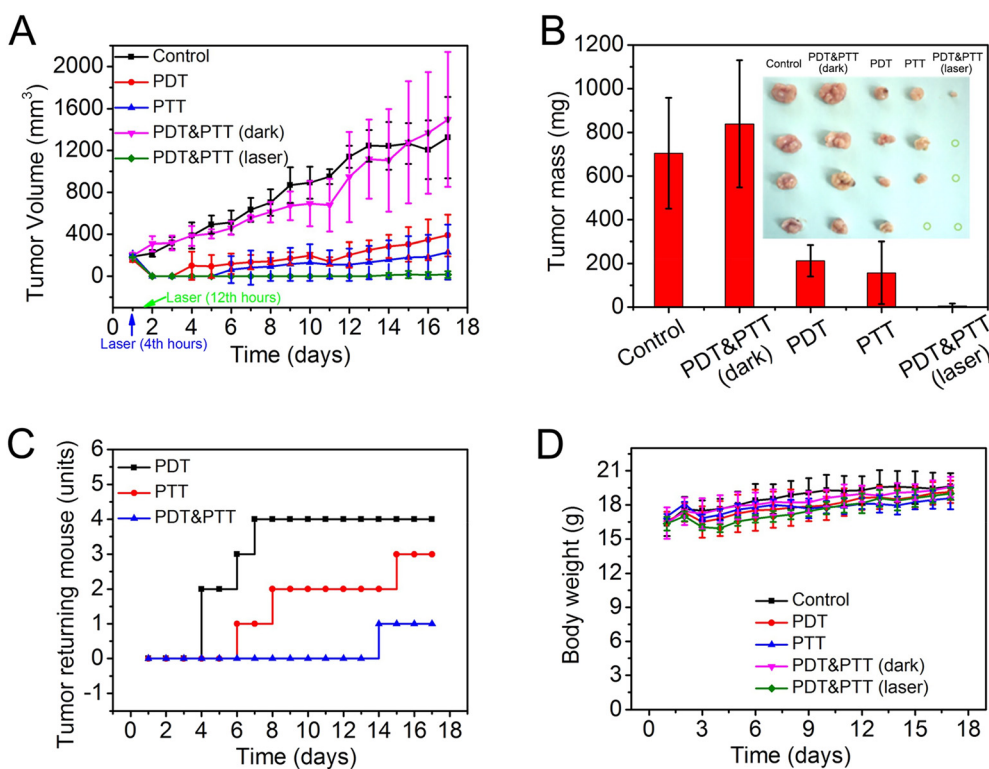 A
Tumor Volume (mm³)
2000
1600
1200
800
400
0
Control
PDT
PTT
PDT&PTT (dark)
PDT&PTT (laser)
Laser (12th hours)
0 2 4 6 8 10 12 14 16 18
Laser (4th hours)
Time (days)
B
Tumor mass (mg)
1200
1000
800
600
400
200
0
Control PDT&PTT (dark) PDT PTT PDT&PTT (laser)
Control
PDT&PTT
(dark)
PDT
PTT
PDT&PTT
(laser)
C
Tumor returning mouse (units)
6
5
4
3
2
1
0
-1
PDT
PTT
PDT&PTT
0 2 4 6 8 10 12 14 16 18
Time (days)
D
Body weight (g)
21
18
15
12
9
6
3
0
Control
PDT
PTT
PDT&PTT (dark)
PDT&PTT (laser)
0 3 6 9 12 15 18
Time (days)